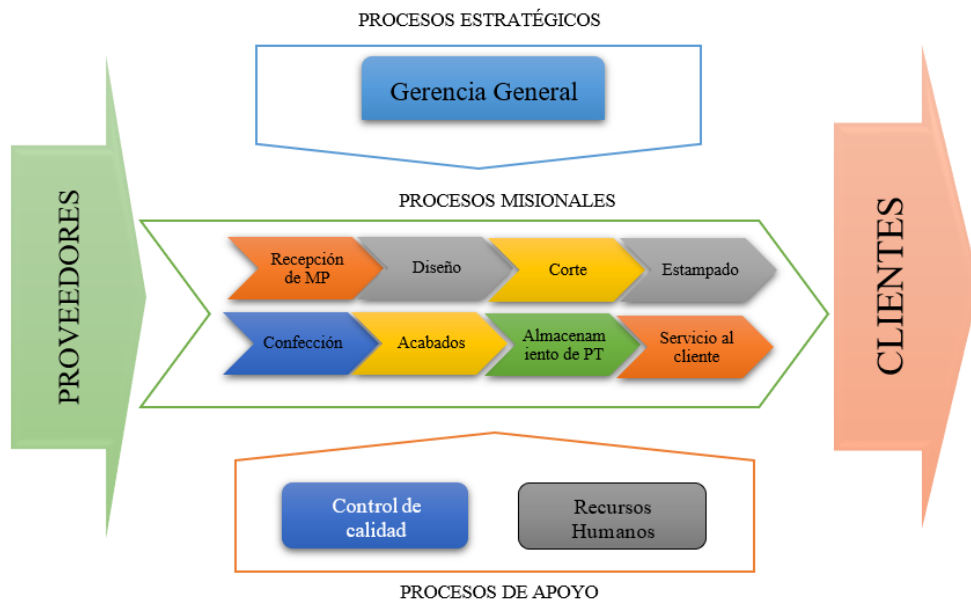 PROCESOS ESTRATÉGICOS
Gerencia General
PROCESOS MISIONALES
PROVEEDORES
Recepción
de MP
Diseño
Corte
Estampado
Confección
Acabados
Almacenam
iento de PT
Servicio al
cliente
CLIENTES
Control de
calidad
Recursos
Humanos
PROCESOS DE APOYO